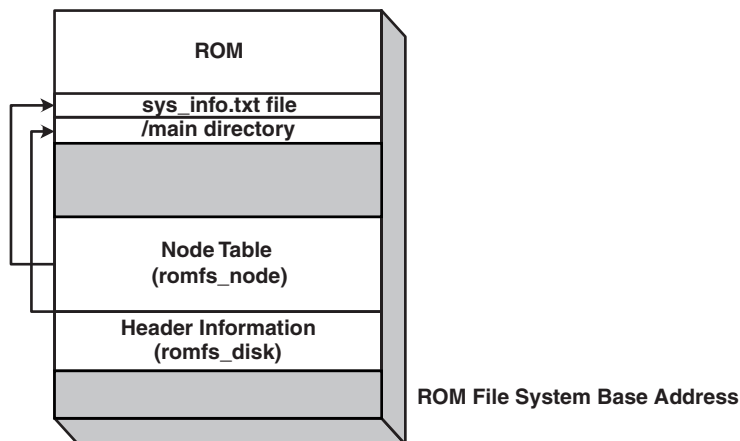 ROM
sys_info.txt file
/main directory
Node Table
(romfs_node)
Header Information
(romfs_disk)
ROM File System Base Address